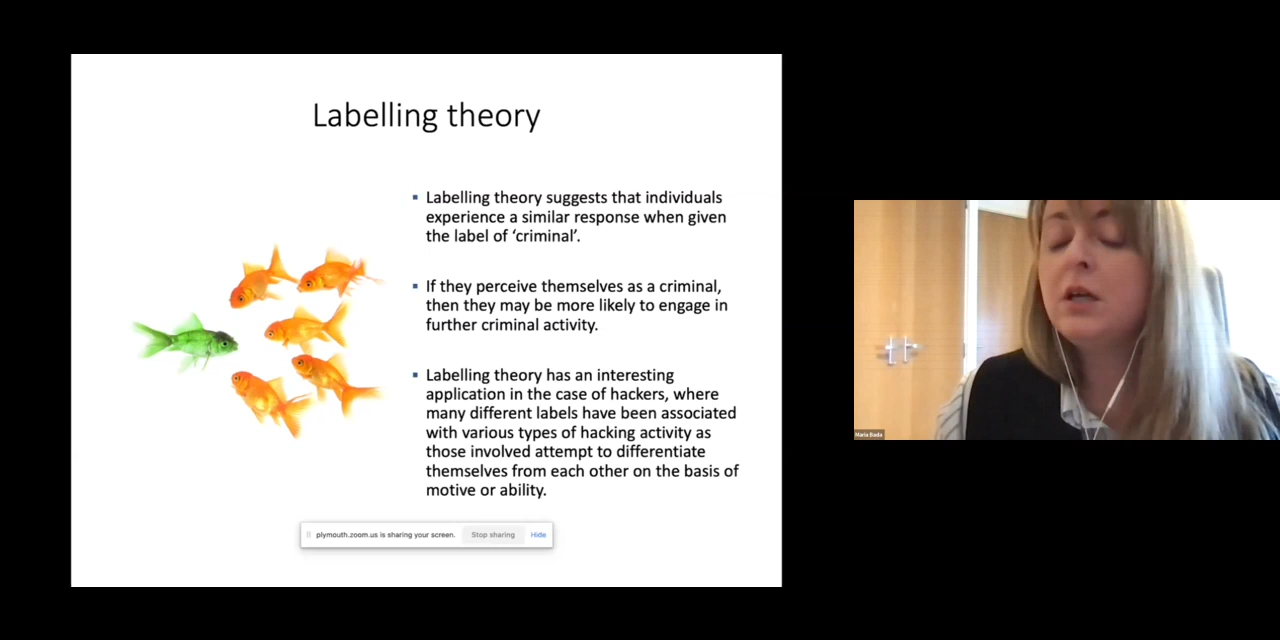 Labelling theory
▪ Labelling theory suggests that individuals
experience a similar response when given
the label of ‘criminal’.
▪ If they perceive themselves as a criminal,
then they may be more likely to engage in
further criminal activity.
▪ Labelling theory has an interesting
application in the case of hackers, where
many different labels have been associated
with various types of hacking activity as
those involved attempt to differentiate
themselves from each other on the basis of
motive or ability.
plymouth.zoom.us is sharing your screen. Stop sharing Hide
Maria Bada